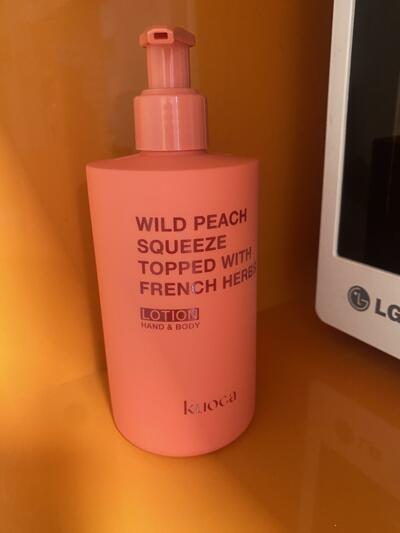 WILD PEACH
SQUEEZE
TOPPED WITH
FRENCH HERBS
LOTION
HAND & BODY
kuoca
LG